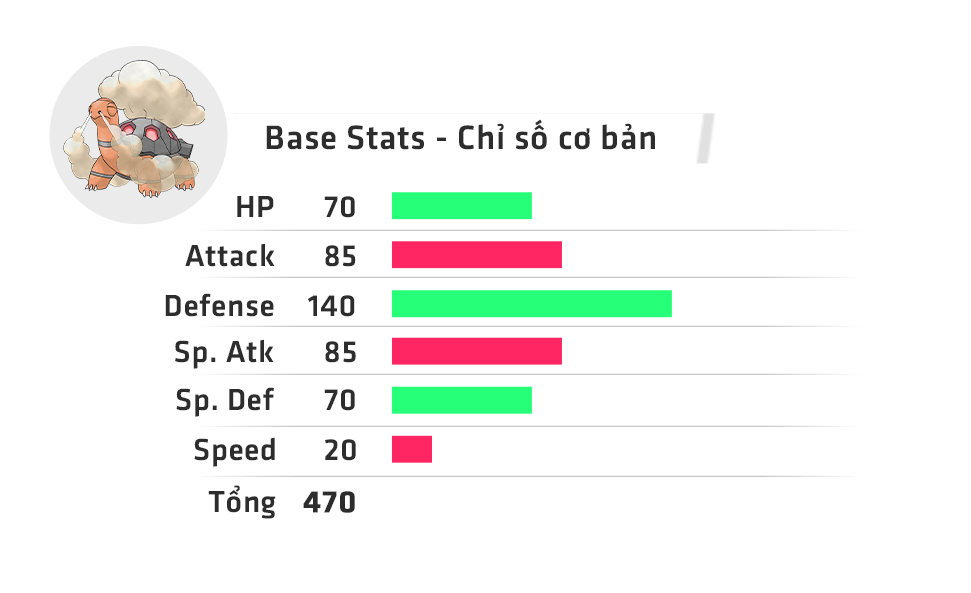 Base Stats - Chỉ số cơ bản
HP 70
Attack 85
Defense 140
Sp. Atk 85
Sp. Def 70
Speed 20
Tổng 470